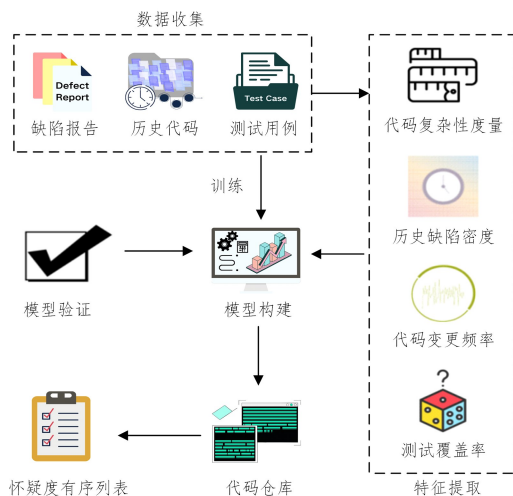 数据收集
Defect
Report
Test Case
缺陷报告
历史代码
测试用例
代码复杂性度量
历史缺陷密度
代码变更频率
?
测试覆盖率
特征提取
训练
模型验证
模型构建
怀疑度有序列表
代码仓库